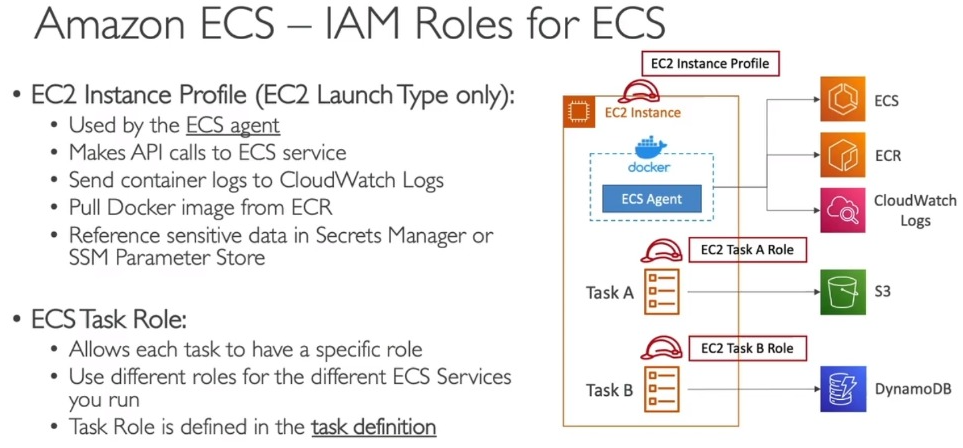 Amazon ECS – IAM Roles for ECS
• EC2 Instance Profile (EC2 Launch Type only):
• Used by the ECS agent
• Makes API calls to ECS service
• Send container logs to CloudWatch Logs
• Pull Docker image from ECR
• Reference sensitive data in Secrets Manager or
SSM Parameter Store
• ECS Task Role:
• Allows each task to have a specific role
• Use different roles for the different ECS Services
you run
• Task Role is defined in the task definition
EC2 Instance Profile
EC2 Instance
docker
ECS Agent
ECS
ECR
CloudWatch
Logs
EC2 Task A Role
Task A
S3
EC2 Task B Role
Task B
DynamoDB